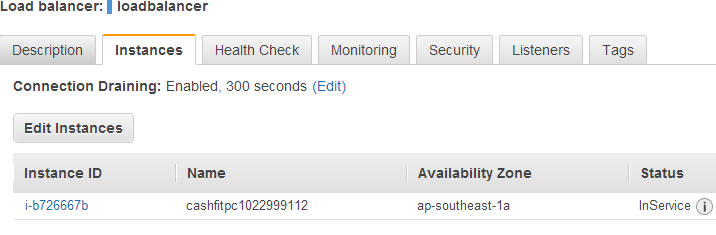 Load balancer: loadbalancer
Description Instances Health Check Monitoring Security Listeners Tags
Connection Draining: Enabled, 300 seconds (Edit)
Edit Instances
Instance ID Name Availability Zone Status
i-b726667b cashfitpc1022999112 ap-southeast-1a InService